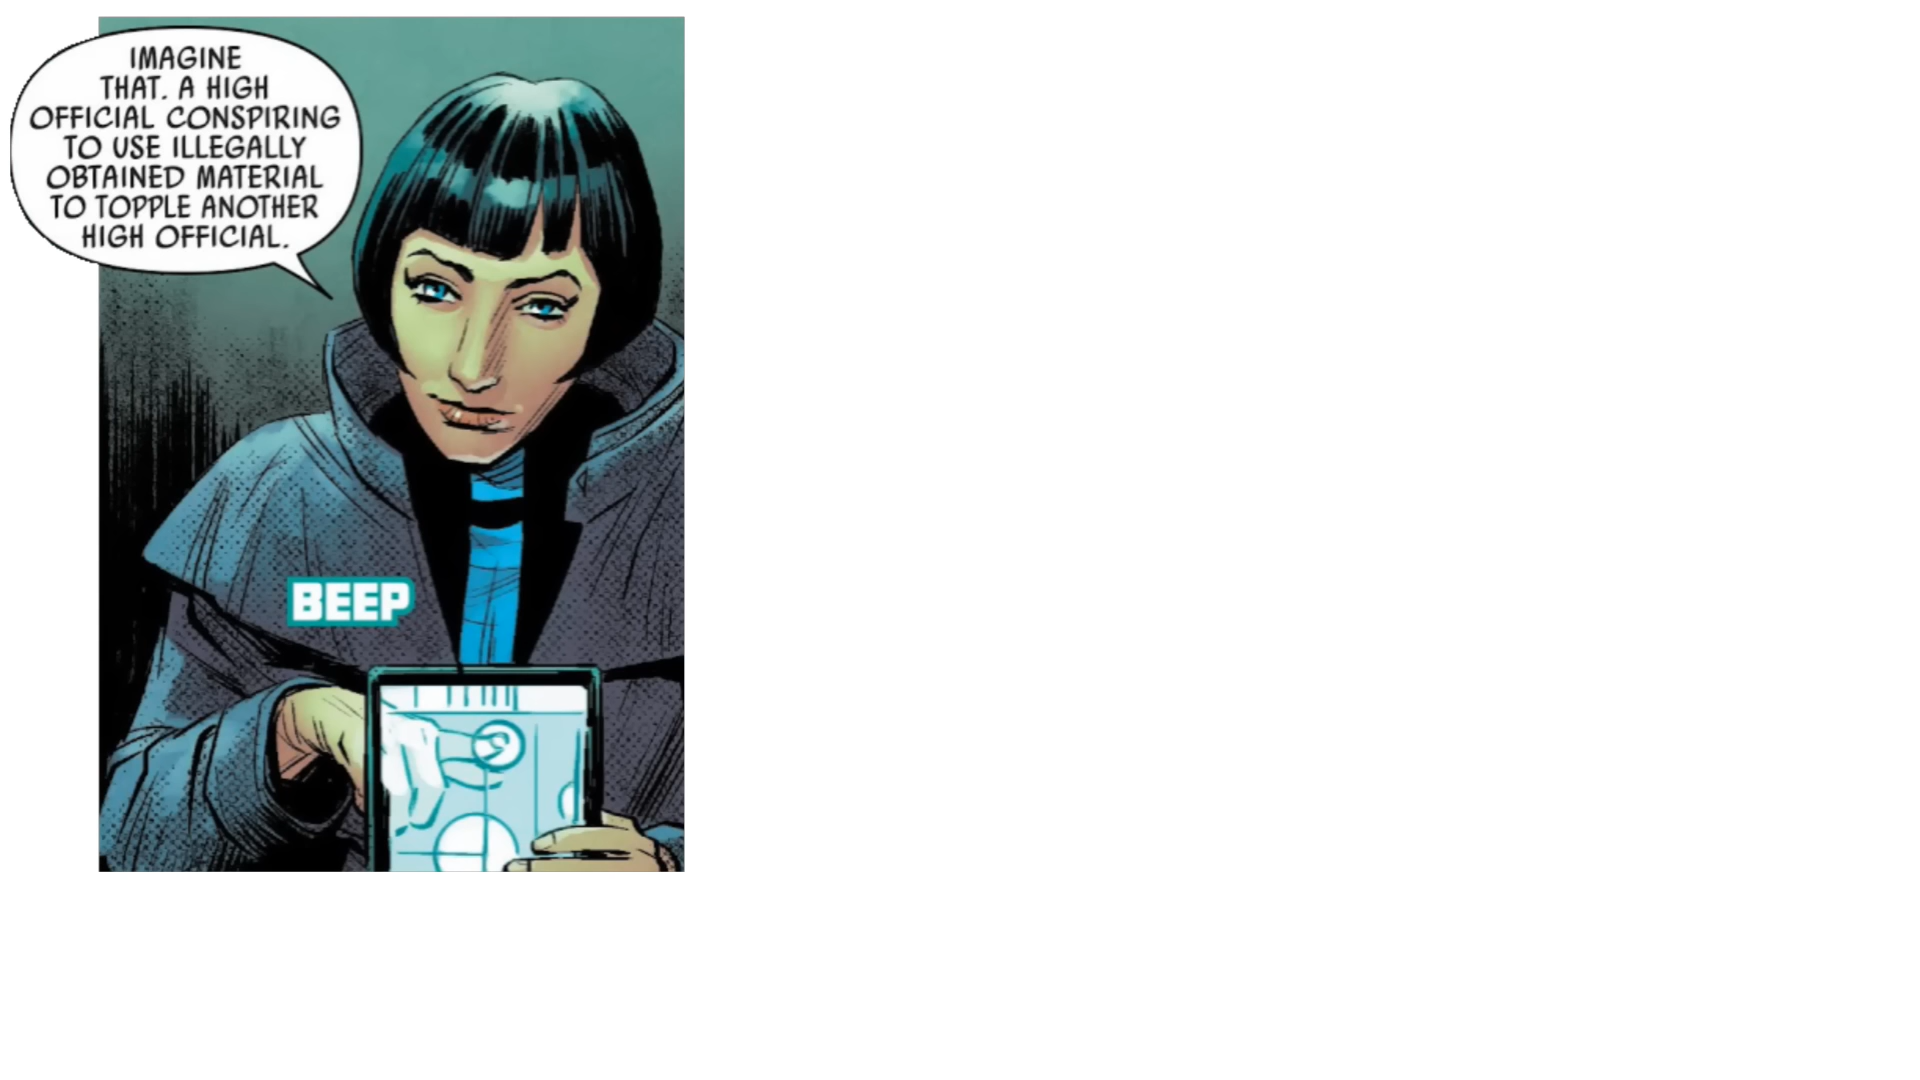 IMAGINE
THAT. A HIGH
OFFICIAL CONSPIRING
TO USE ILLEGALLY
OBTAINED MATERIAL
TO TOPPLE ANOTHER
HIGH OFFICIAL.
BEEP